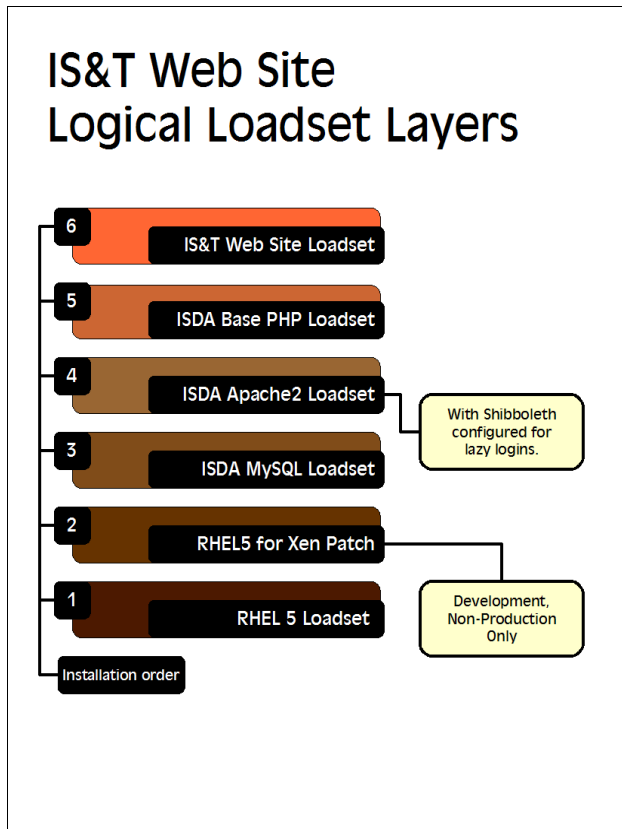 IS&T Web Site
Logical Loadset Layers
6
IS&T Web Site Loadset
5
ISDA Base PHP Loadset
4
ISDA Apache2 Loadset
With Shibboleth
configured for
lazy logins.
3
ISDA MySQL Loadset
2
RHEL5 for Xen Patch
1
RHEL 5 Loadset
Development,
Non-Production
Only
Installation order